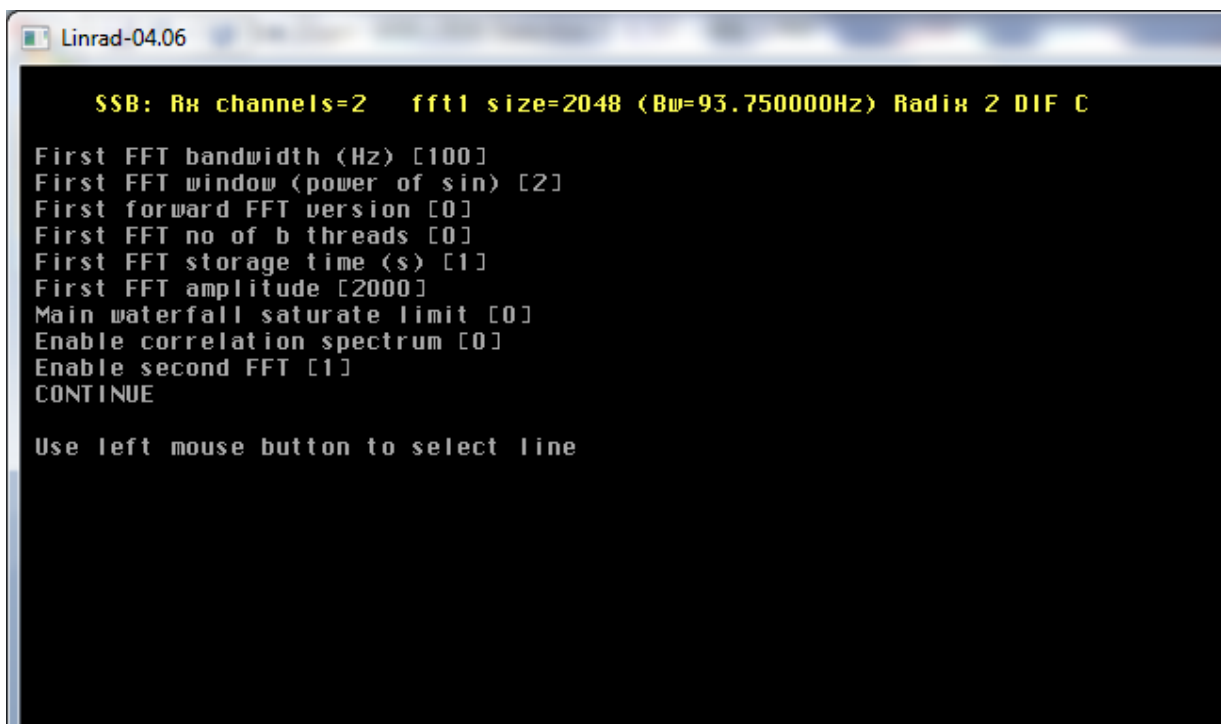 Linrad-04.06
SSB: Rx channels=2 fft1 size=2048 (Bw=93.750000Hz) Radix 2 DIF C
First FFT bandwidth (Hz) [100]
First FFT window (power of sin) [2]
First forward FFT version [0]
First FFT no of b threads [0]
First FFT storage time (s) [1]
First FFT amplitude [2000]
Main waterfall saturate limit [0]
Enable correlation spectrum [0]
Enable second FFT [1]
CONTINUE
Use left mouse button to select line